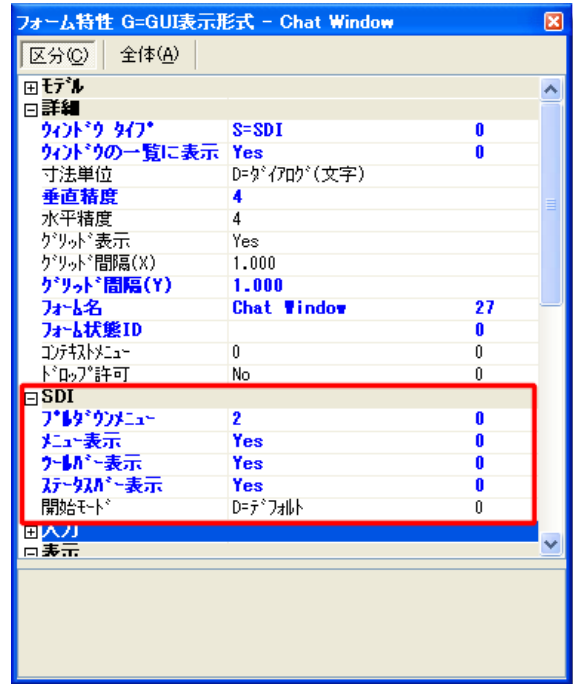 フォーム特性 G=GUI表示形式 - Chat Window
区分(C) 全体(A)
ﾓﾃﾞﾙ
詳細
ｳｨﾝﾄﾞｳ ﾀｲﾌﾟ S=SDI 0
ｳｨﾝﾄﾞｳの一覧に表示 Yes 0
寸法単位 D=ﾀﾞｲｱﾛｸﾞ(文字)
垂直精度 4
水平精度 4
ｸﾞﾘｯﾄﾞ表示 Yes
ｸﾞﾘｯﾄﾞ間隔(X) 1.000
ｸﾞﾘｯﾄﾞ間隔(Y) 1.000
ﾌｫｰﾑ名 Chat Window 27
ﾌｫｰﾑ状態ID 0
ｺﾝﾃｷｽﾄﾒﾆｭｰ 0 0
ﾄﾞﾛｯﾌﾟ許可 No 0
SDI
ﾌﾟﾙﾀﾞｳﾝﾒﾆｭｰ 2 0
ﾒﾆｭｰ表示 Yes 0
ﾂｰﾙﾊﾞｰ表示 Yes 0
ｽﾃｰﾀｽﾊﾞｰ表示 Yes 0
開始ﾓｰﾄﾞ D=ﾃﾞﾌｫﾙﾄ 0
入力
表示